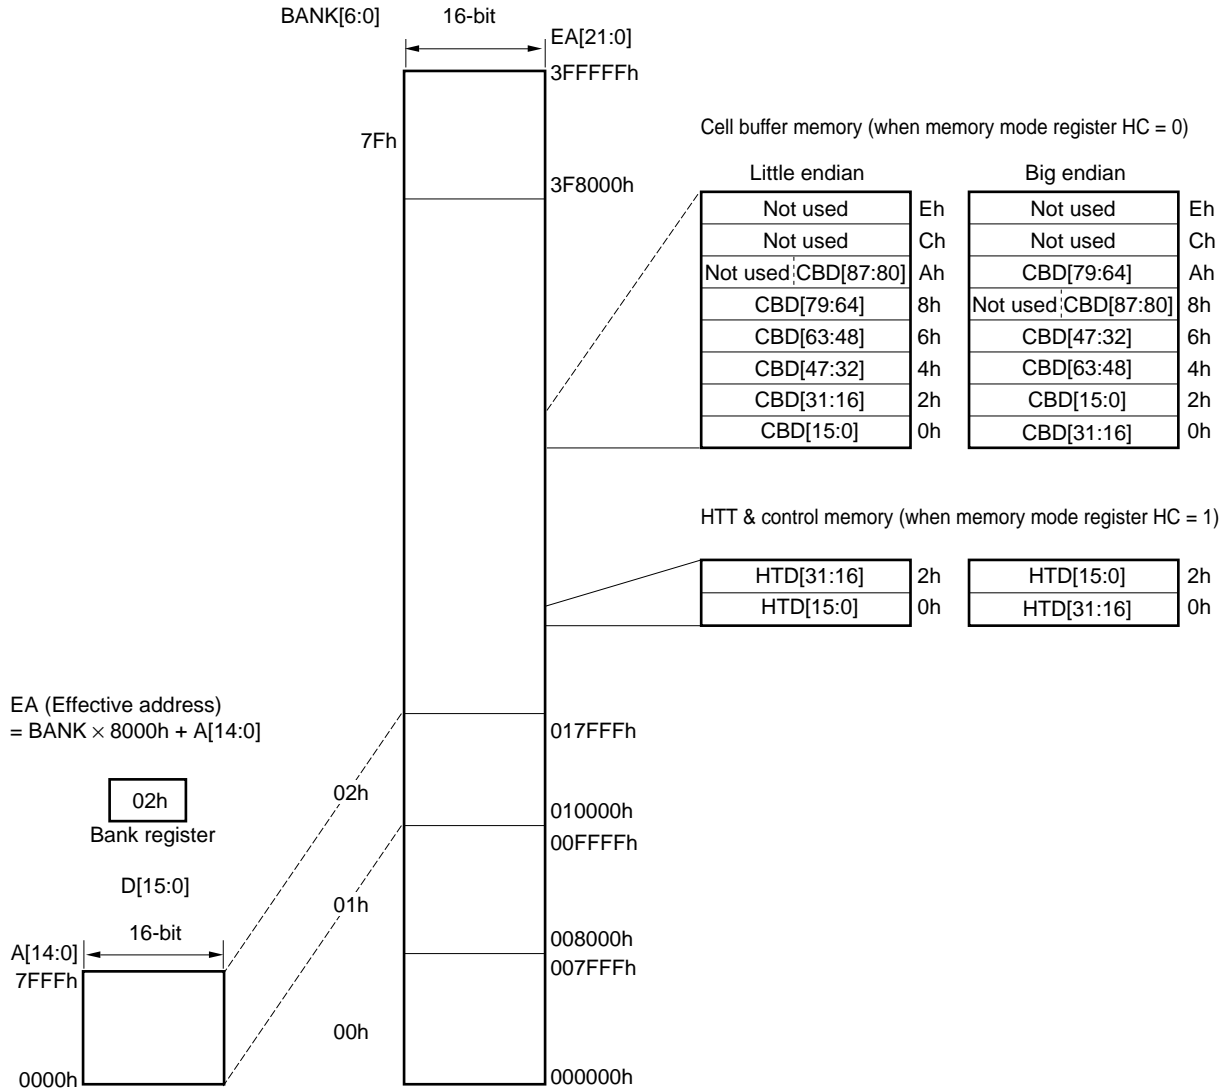 BANK[6:0]
16-bit
EA[21:0]
3FFFFFh
7Fh
3F8000h
Cell buffer memory (when memory mode register HC = 0)
Little endian
Big endian
Not used Eh
Not used Eh
Not used Ch
Not used Ch
Not used CBD[87:80] Ah
CBD[79:64] Ah
CBD[79:64] 8h
Not used CBD[87:80] 8h
CBD[63:48] 6h
CBD[47:32] 6h
CBD[47:32] 4h
CBD[63:48] 4h
CBD[31:16] 2h
CBD[15:0] 2h
CBD[15:0] 0h
CBD[31:16] 0h
HTT & control memory (when memory mode register HC = 1)
HTD[31:16] 2h
HTD[15:0] 2h
HTD[15:0] 0h
HTD[31:16] 0h
EA (Effective address)
= BANK × 8000h + A[14:0]
017FFFh
02h
Bank register
02h
010000h
00FFFFh
D[15:0]
01h
16-bit
A[14:0]
7FFFh
008000h
007FFFh
00h
0000h
000000h